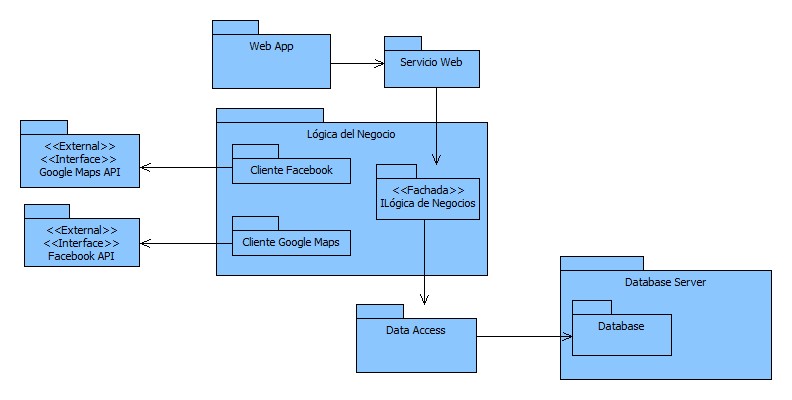 Web App
Servicio Web
Lógica del Negocio
<<External>>
<<Interface>>
Google Maps API
Cliente Facebook
<<Fachada>>
ILógica de Negocios
<<External>>
<<Interface>>
Facebook API
Cliente Google Maps
Database Server
Data Access
Database